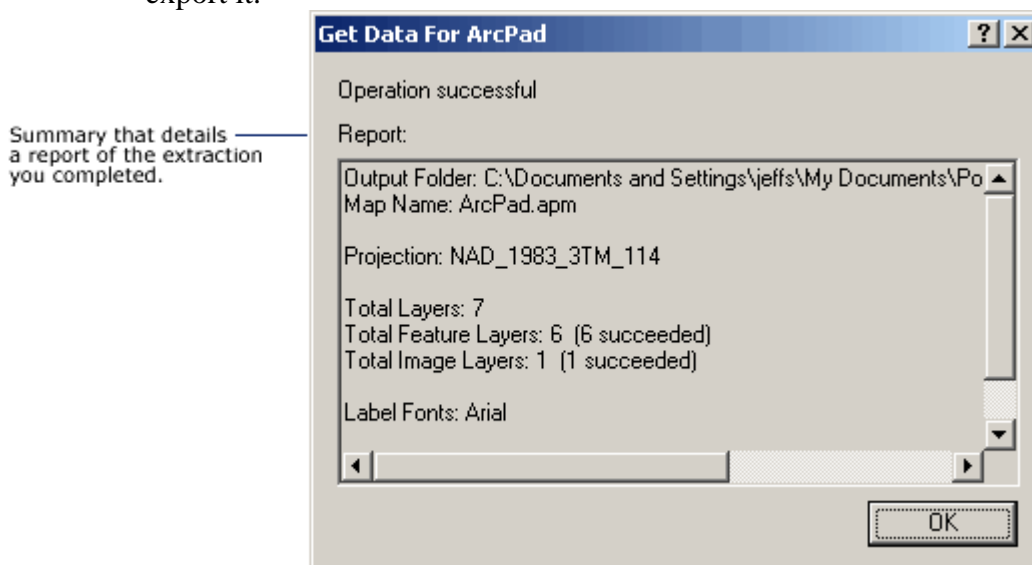 export it.
Get Data For ArcPad
Operation successful
Summary that details
a report of the extraction
you completed.
Report:
Output Folder: C:\Documents and Settings\jeffs\My Documents\Po
Map Name: ArcPad.apm
Projection: NAD_1983_3TM_114
Total Layers: 7
Total Feature Layers: 6 (6 succeeded)
Total Image Layers: 1 (1 succeeded)
Label Fonts: Arial
OK